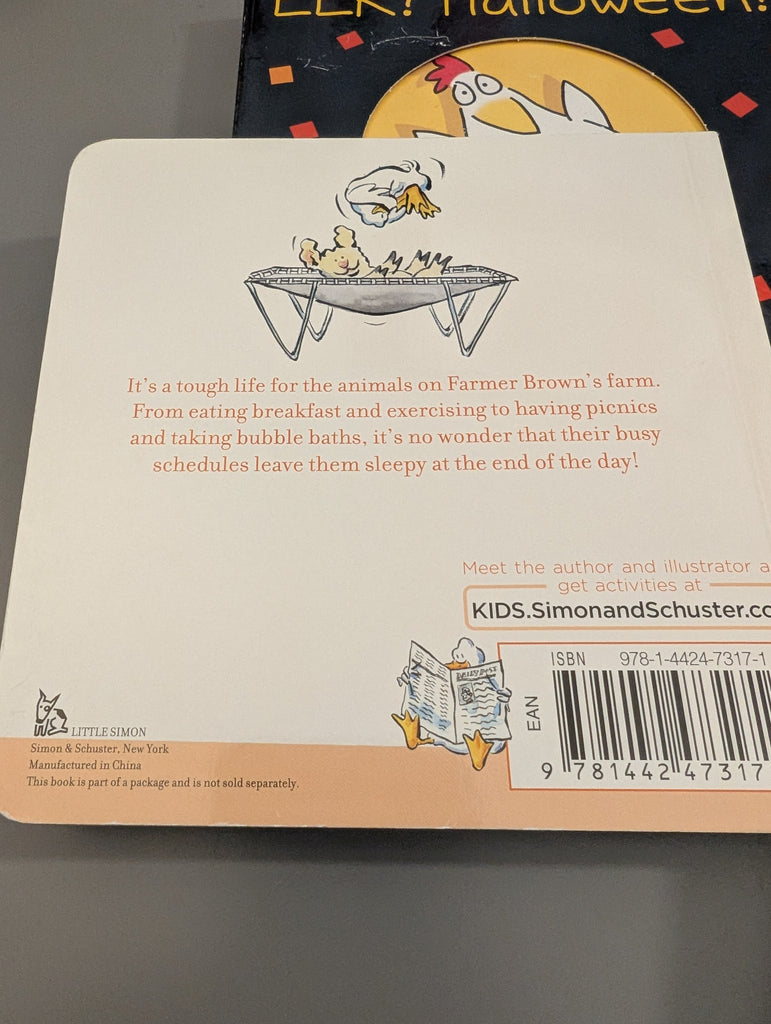 EEK! Halloween!
It's a tough life for the animals on Farmer Brown's farm.
From eating breakfast and exercising to having picnics
and taking bubble baths, it's no wonder that their busy
schedules leave them sleepy at the end of the day!
Meet the author and illustrator a
get activities at
KIDS.SimonandSchuster.co
DAILY POST
ISBN 978-1-4424-7317-1
EAN
9 781442 47317
LITTLE SIMON
Simon & Schuster, New York
Manufactured in China
This book is part of a package and is not sold separately.